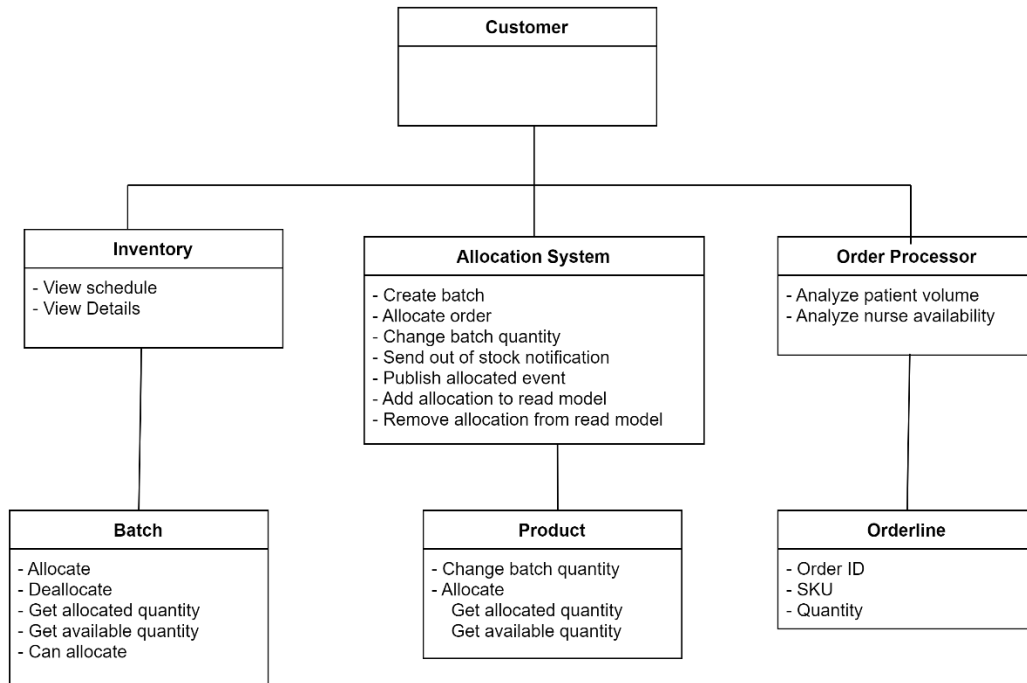 Customer
Inventory
- View schedule
- View Details
Allocation System
- Create batch
- Allocate order
- Change batch quantity
- Send out of stock notification
- Publish allocated event
- Add allocation to read model
- Remove allocation from read model
Order Processor
- Analyze patient volume
- Analyze nurse availability
Batch
- Allocate
- Deallocate
- Get allocated quantity
- Get available quantity
- Can allocate
Product
- Change batch quantity
- Allocate
Get allocated quantity
Get available quantity
Orderline
- Order ID
- SKU
- Quantity